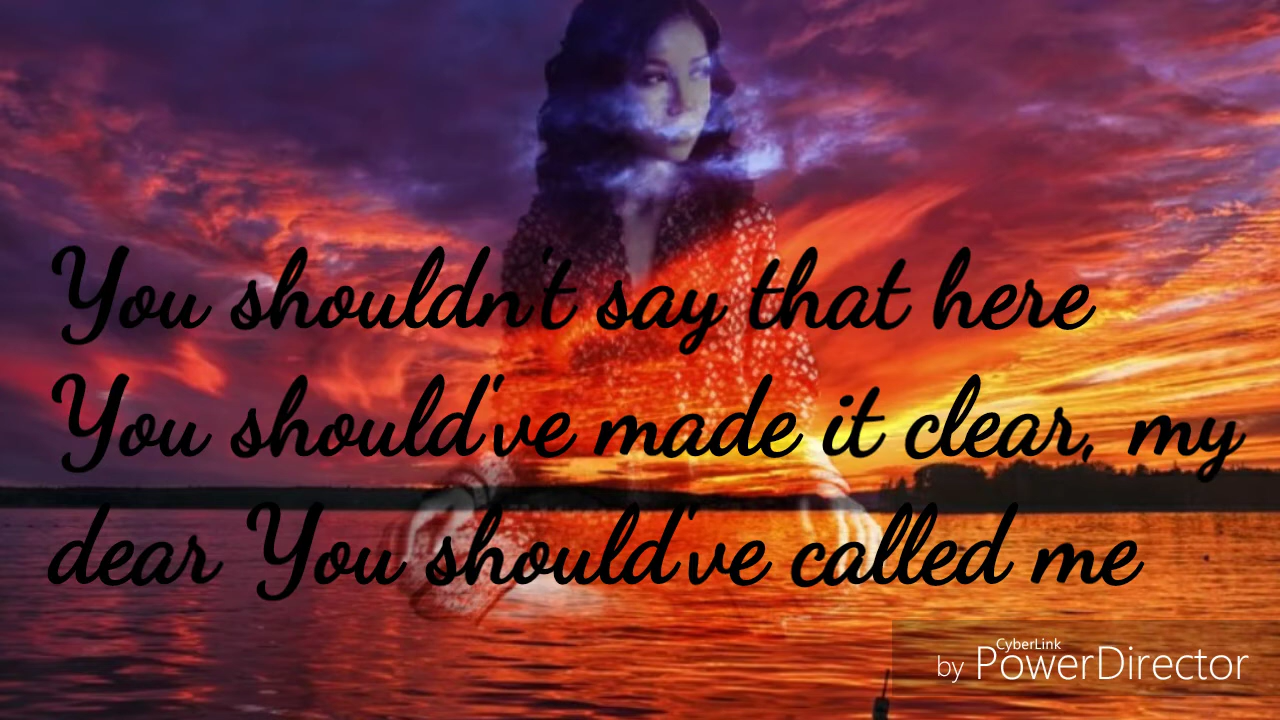 You shouldn't say that here
You should've made it clear, my
dear You should've called me
CyberLink
by PowerDirector